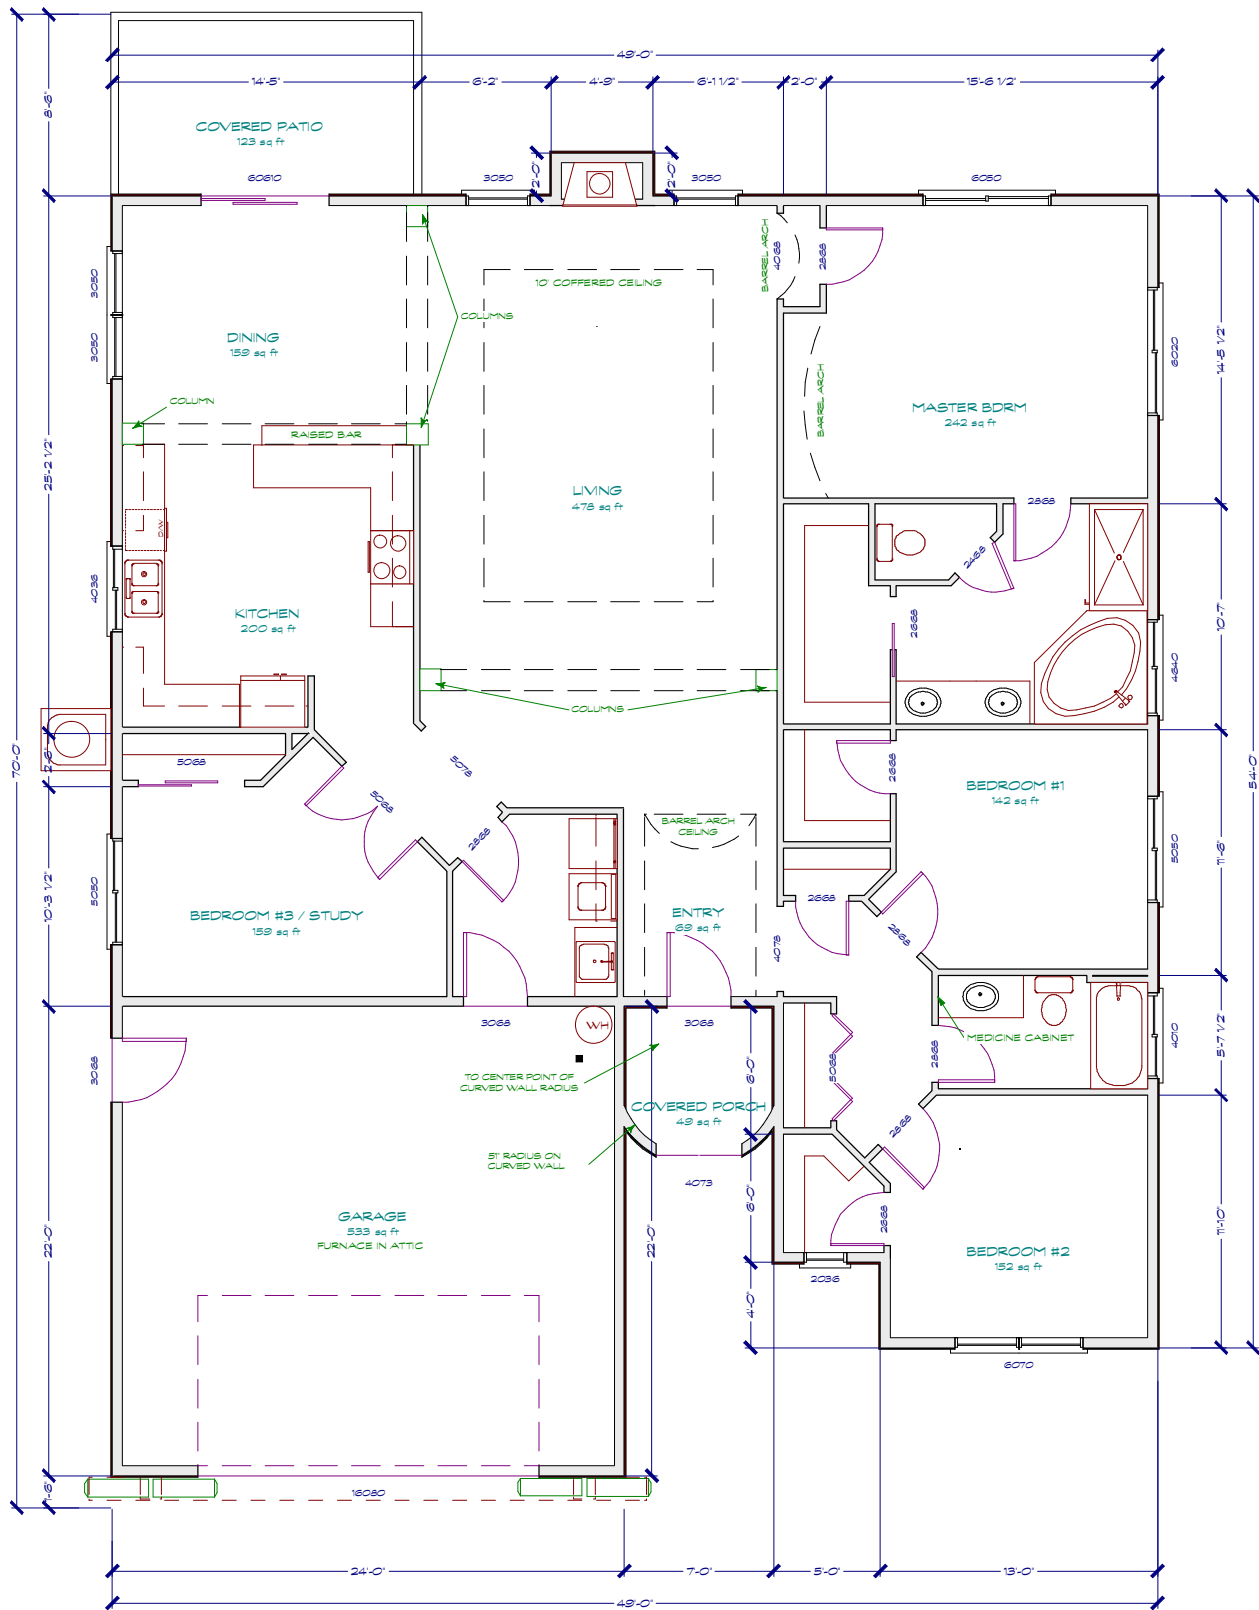 49'-0"
14'-5"
6'-2"
4'-9"
6'-1 1/2"
2'-0"
15'-6 1/2"
8'-6"
COVERED PATIO
123 sq ft
60810
3050
2'-0"
2'-0"
3050
6050
BARREL ARCH
4068
2868
3050
3050
10' COFFERED CEILING
COLUMNS
DINING
159 sq ft
6020
14'-5 1/2"
COLUMN
BARREL ARCH
MASTER BDRM
242 sq ft
RAISED BAR
25'-2 1/2"
LIVING
478 sq ft
2868
D/W
2468
4036
KITCHEN
200 sq ft
2668
10'-7"
4840
COLUMNS
70'-0"
2'-6"
5068
5078
2668
BEDROOM #1
142 sq ft
54'-0"
5068
2868
BARREL ARCH
CEILING
5050
11'-6"
5050
10'-3 1/2"
BEDROOM #3 / STUDY
159 sq ft
ENTRY
69 sq ft
2668
4078
2868
3068
3068
WH
MEDICINE CABINET
4010
5'-7 1/2"
3068
TO CENTER POINT OF
CURVED WALL RADIUS
6'-0"
5068
2868
COVERED PORCH
49 sq ft
2868
51" RADIUS ON
CURVED WALL
4073
6'-0"
22'-0"
GARAGE
533 sq ft
FURNACE IN ATTIC
22'-0"
2668
BEDROOM #2
152 sq ft
11'-10"
2036
4'-0"
6070
1'-6"
16080
24'-0"
7'-0"
5'-0"
13'-0"
49'-0"